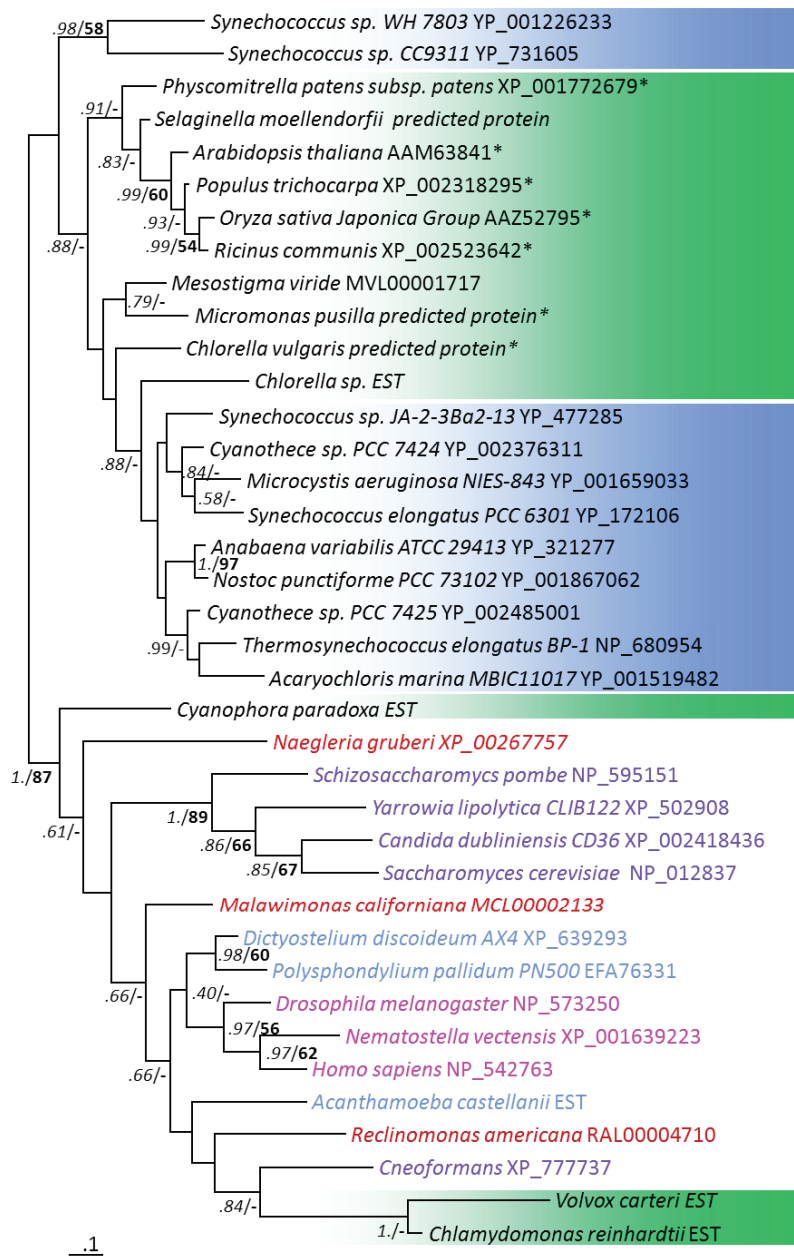 Synechococcus sp. WH 7803 YP_001226233
.98/58
Synechococcus sp. CC9311 YP_731605
Physcomitrella patens subsp. patens XP_001772679*
.91/-
Selaginella moellendorfii predicted protein
Arabidopsis thaliana AAM63841*
.83/-
Populus trichocarpa XP_002318295*
.99/60
Oryza sativa Japonica Group AAZ52795*
.93/-
.88/-
.99/54
Ricinus communis XP_002523642*
Mesostigma viride MVL00001717
.79/-
Micromonas pusilla predicted protein*
Chlorella vulgaris predicted protein*
Chlorella sp. EST
Synechococcus sp. JA-2-3Ba2-13 YP_477285
Cyanothece sp. PCC 7424 YP_002376311
.88/-
.84/-
Microcystis aeruginosa NIES-843 YP_001659033
.58/-
Synechococcus elongatus PCC 6301 YP_172106
Anabaena variabilis ATCC 29413 YP_321277
1./97
Nostoc punctiforme PCC 73102 YP_001867062
Cyanothece sp. PCC 7425 YP_002485001
Thermosynechococcus elongatus BP-1 NP_680954
.99/-
Acaryochloris marina MBIC11017 YP_001519482
Cyanophora paradoxa EST
Naegleria gruberi XP_00267757
1./87
Schizosaccharomycs pombe NP_595151
Yarrowia lipolytica CLIB122 XP_502908
1./89
.61/-
.86/66
Candida dubliniensis CD36 XP_002418436
.85/67
Saccharomyces cerevisiae NP_012837
Malawimonas californiana MCL00002133
Dictyostelium discoideum AX4 XP_639293
.98/60
Polysphondylium pallidum PN500 EFA76331
.66/-
.40/-
Drosophila melanogaster NP_573250
.97/56
Nematostella vectensis XP_001639223
.97/62
.66/-
Homo sapiens NP_542763
Acanthamoeba castellanii EST
Reclinomonas americana RAL00004710
Cneoformans XP_777737
.84/-
Volvox carteri EST
1./-
Chlamydomonas reinhardtii EST
.1